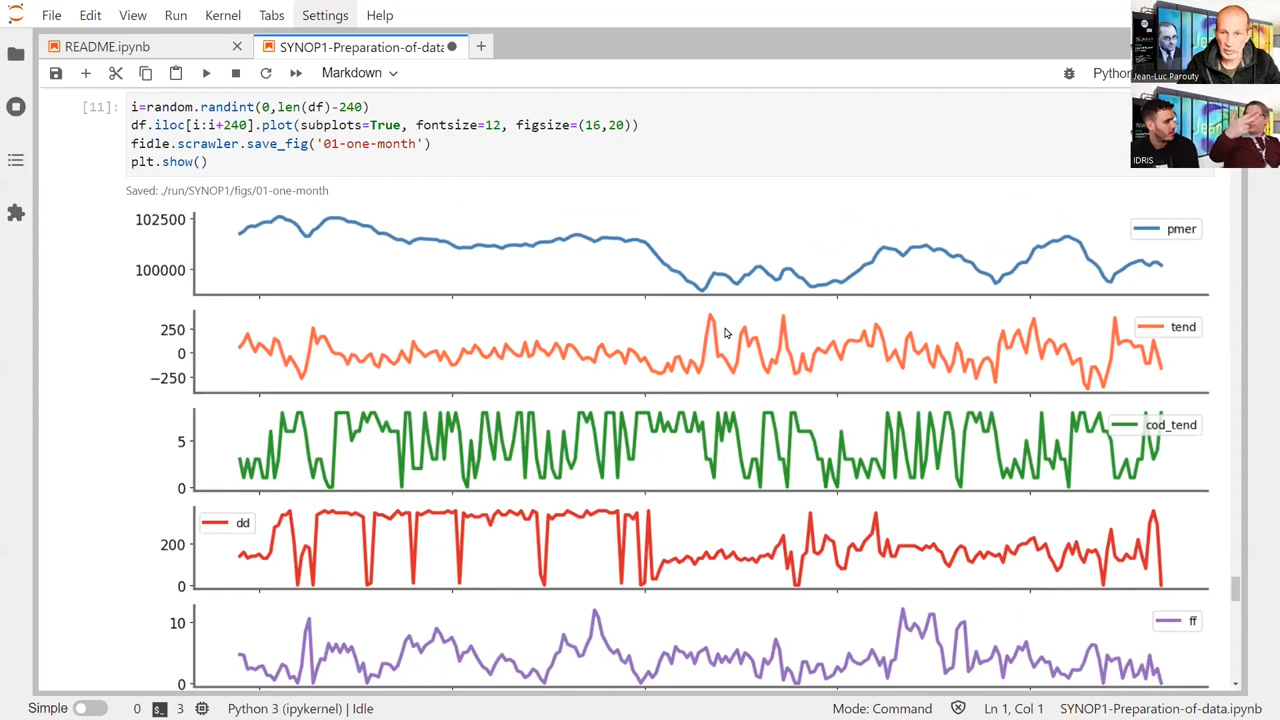 File Edit View Run Kernel Tabs Settings Help
README.ipynb
SYNOP1-Preparation-of-data
Markdown
Python
Jean-Luc Parouty
IDRIS
[11]:
i=random.randint(0,len(df)-240)
df.iloc[i:i+240].plot(subplots=True, fontsize=12, figsize=(16,20))
fidle.scrawler.save_fig('01-one-month')
plt.show()
Saved: ./run/SYNOP1/figs/01-one-month
102500
100000
pmer
250
0
−250
tend
5
0
cod_tend
200
0
dd
10
0
ff
Simple 0 3 Python 3 (ipykernel) | Idle Mode: Command Ln 1, Col 1 SYNOP1-Preparation-of-data.ipynb